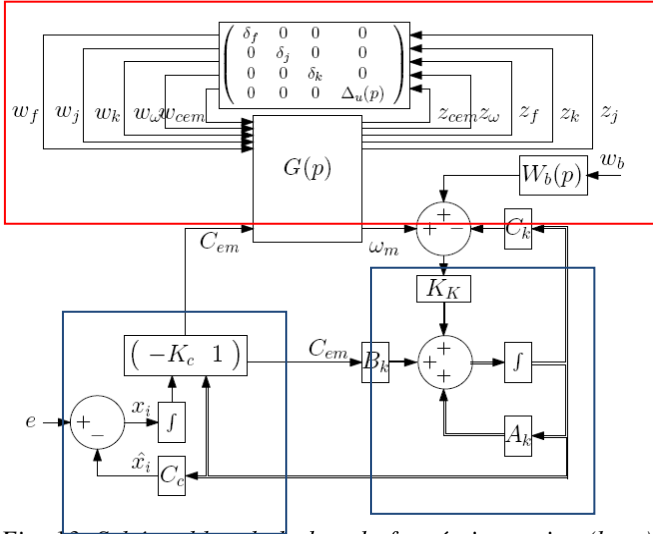 δ_f 0 0 0
0 δ_j 0 0
0 0 δ_k 0
0 0 0 Δ_u(p)
w_f w_j w_k w_ω w_cem z_cem z_ω z_f z_k z_j
G(p)
w_b
W_b(p)
+
+ −
C_k
C_em
ω_m
K_K
( −K_c 1 )
C_em
B_k
+
+
+
∫
e
+
−
x_i
∫
A_k
x̂_i
C_c